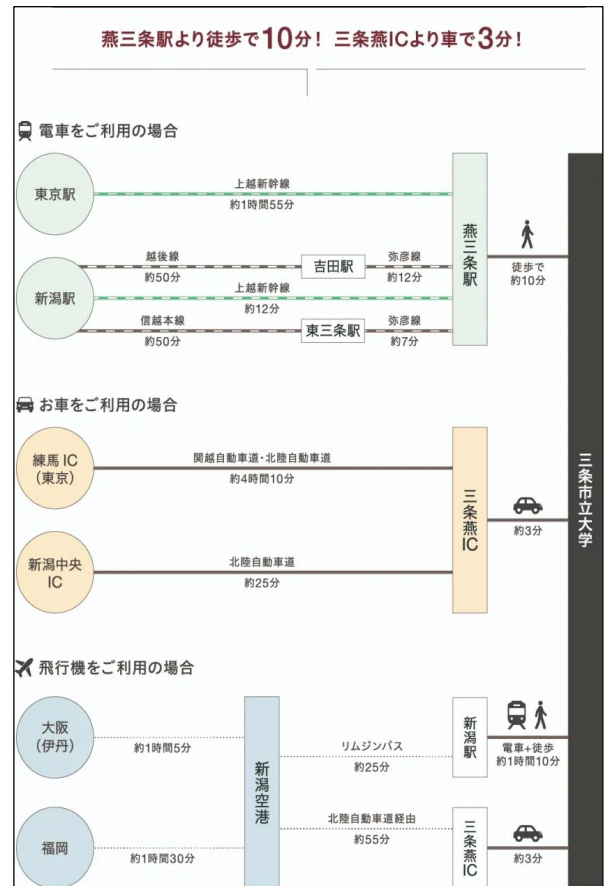 燕三条駅より徒歩で10分! 三条燕ICより車で3分!
電車をご利用の場合
東京駅
上越新幹線
約1時間55分
新潟駅
越後線
約50分
吉田駅
弥彦線
約12分
上越新幹線
約12分
信越本線
約50分
東三条駅
弥彦線
約7分
燕三条駅
徒歩で
約10分
お車をご利用の場合
練馬 IC
(東京)
関越自動車道・北陸自動車道
約4時間10分
新潟中央
IC
北陸自動車道
約25分
三条燕IC
約3分
三条市立大学
飛行機をご利用の場合
大阪
(伊丹)
約1時間5分
福岡
約1時間30分
新潟空港
リムジンバス
約25分
新潟駅
電車+徒歩
約1時間10分
北陸自動車道経由
約55分
三条燕IC
約3分